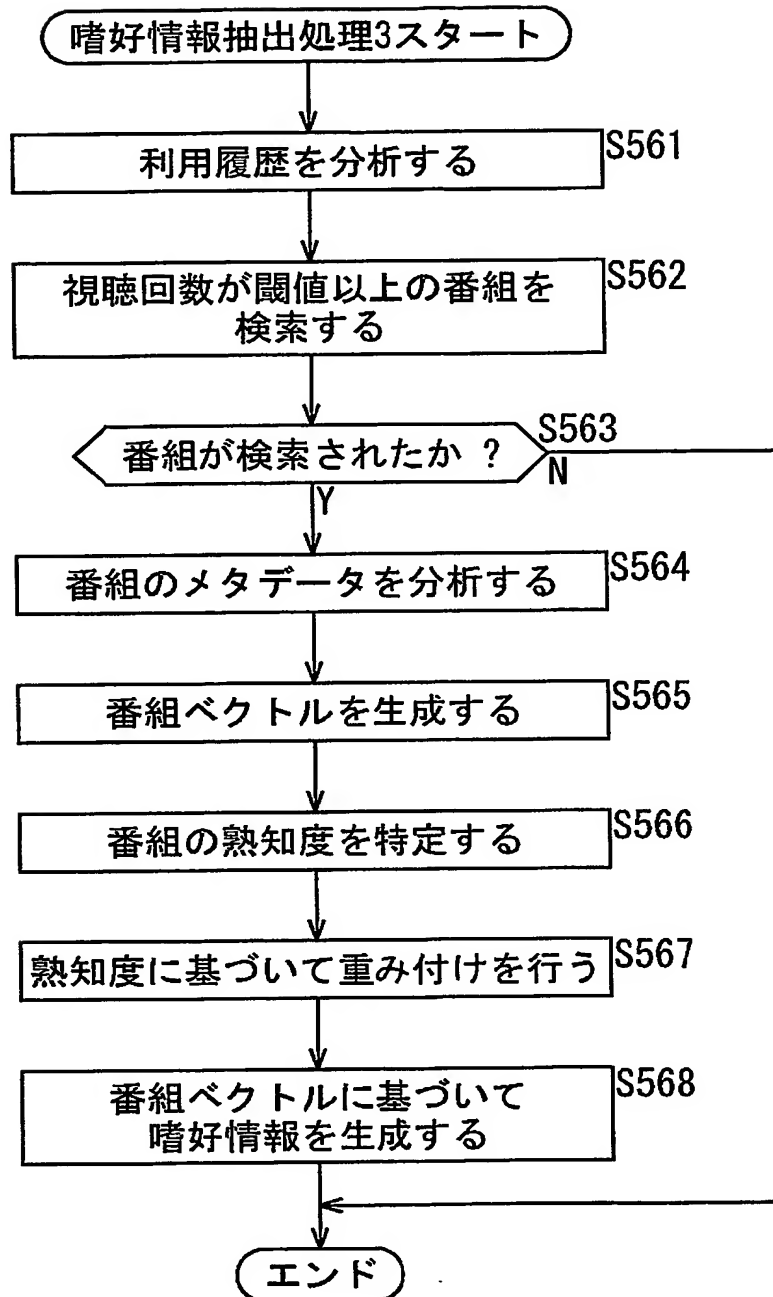 嗜好情報抽出処理3スタート
利用履歴を分析する
S561
視聴回数が閾値以上の番組を
検索する
S562
番組が検索されたか ?
S563
N
Y
番組のメタデータを分析する
S564
番組ベクトルを生成する
S565
番組の熟知度を特定する
S566
熟知度に基づいて重み付けを行う
S567
番組ベクトルに基づいて
嗜好情報を生成する
S568
エンド